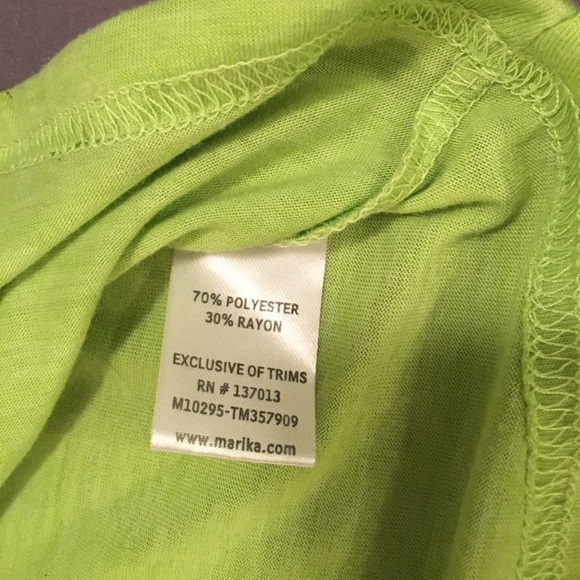 70% POLYESTER
30% RAYON
EXCLUSIVE OF TRIMS
RN # 137013
M10295-TM357909
www.marika.com